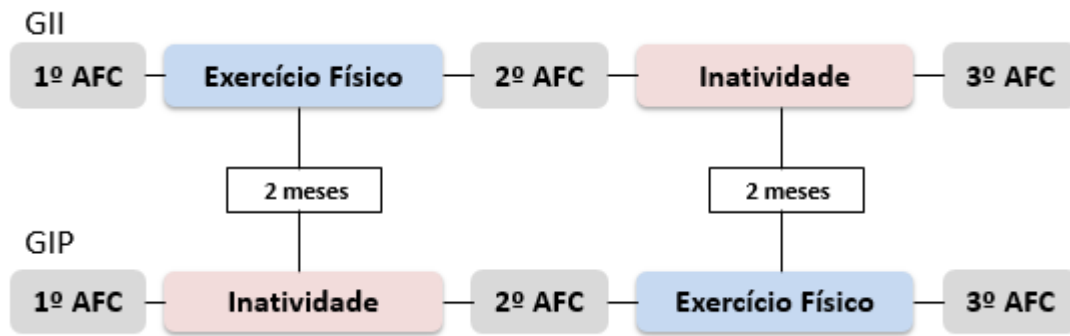 GII
1º AFC Exercício Físico 2º AFC Inatividade 3º AFC
2 meses 2 meses
GIP
1º AFC Inatividade 2º AFC Exercício Físico 3º AFC